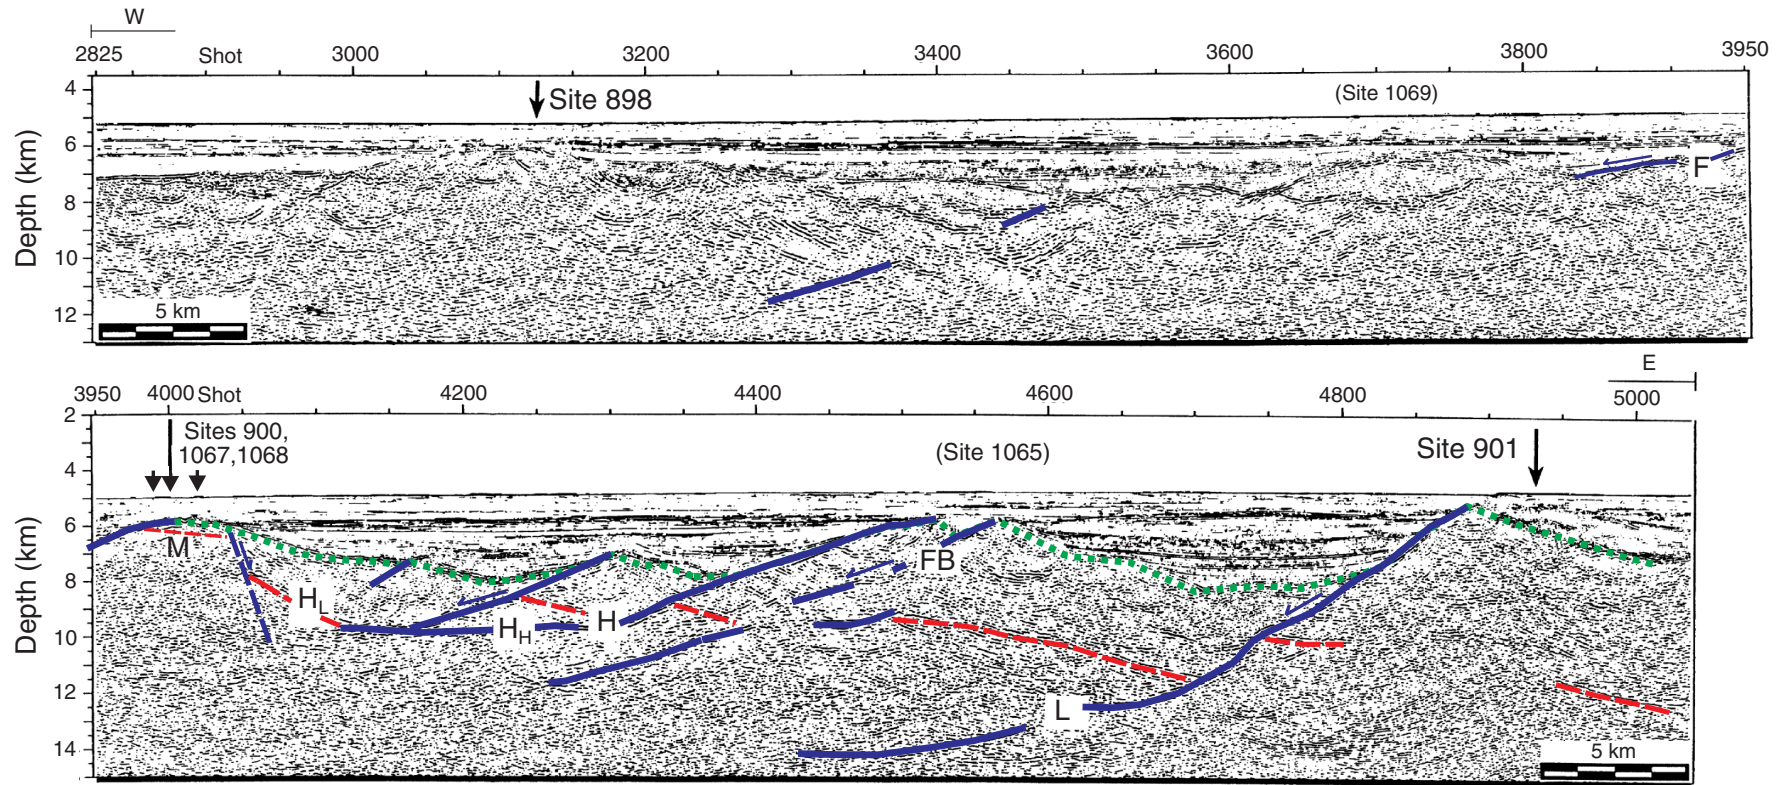 W
2825 Shot 3000 3200 3400 3600 3800 3950
Site 898
(Site 1069)
Depth (km)
4
6
8
10
12
F
5 km
E
3950 4000 Shot 4200 4400 4600 4800 5000
Sites 900,
1067,1068
(Site 1065)
Site 901
Depth (km)
2
4
6
8
10
12
14
M
HL
HH
H
FB
L
5 km